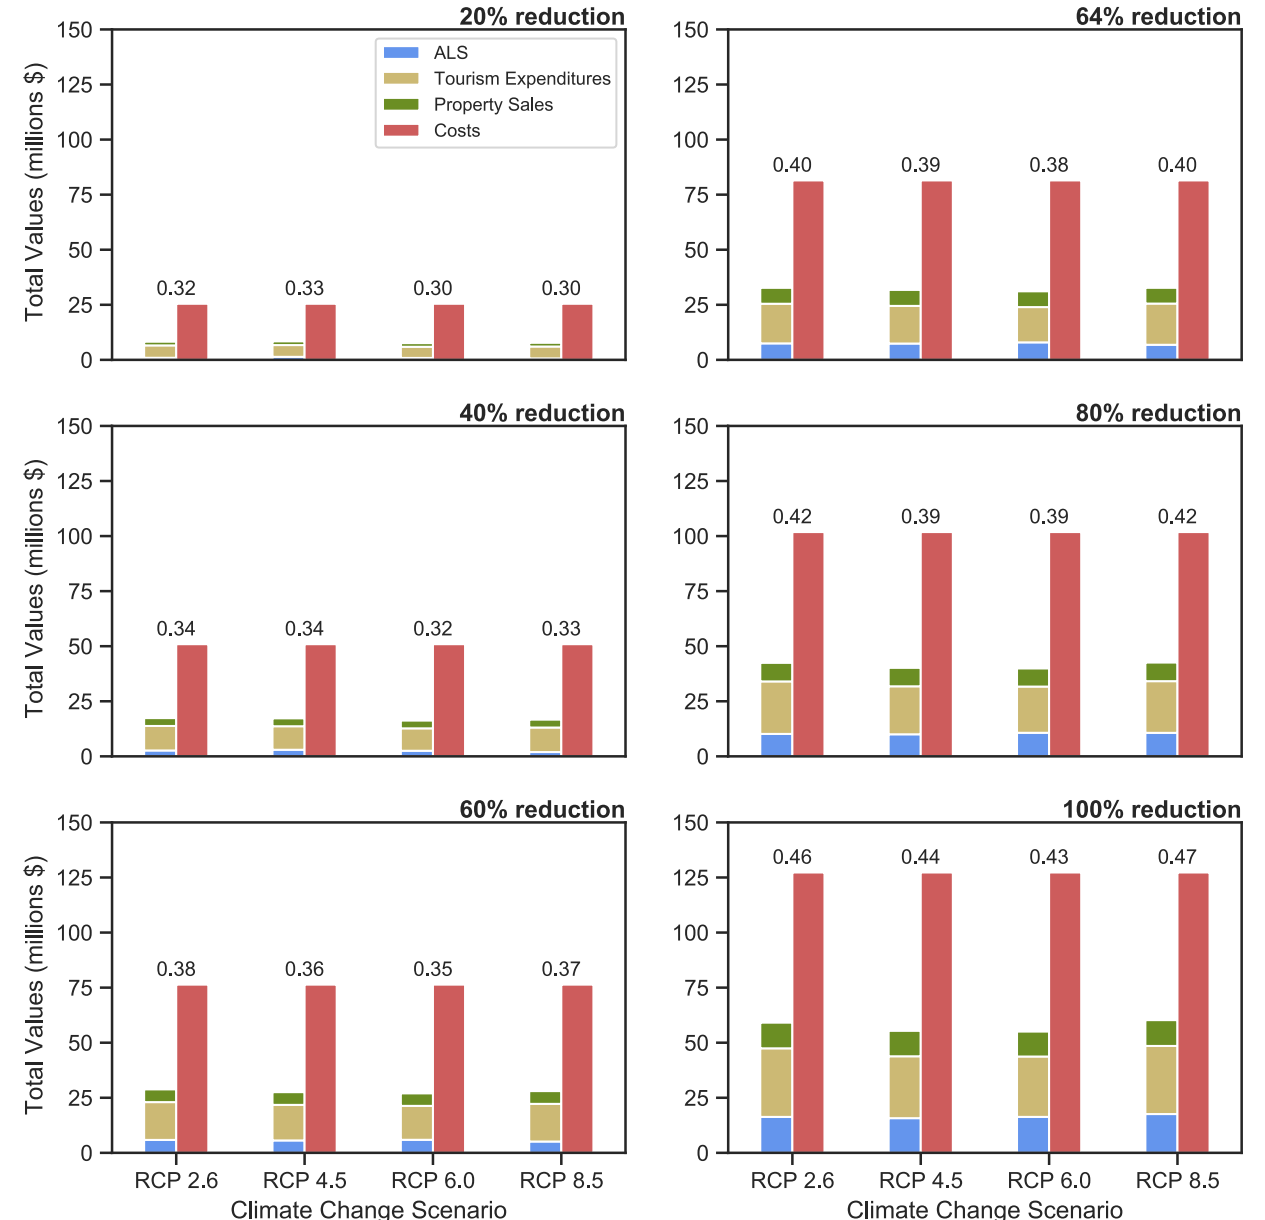 20% reduction
150
125
100
75
50
25
0
Total Values (millions $)
ALS
Tourism Expenditures
Property Sales
Costs
0.32 0.33 0.30 0.30
64% reduction
150
125
100
75
50
25
0
0.40 0.39 0.38 0.40
40% reduction
150
125
100
75
50
25
0
Total Values (millions $)
0.34 0.34 0.32 0.33
80% reduction
150
125
100
75
50
25
0
0.42 0.39 0.39 0.42
60% reduction
150
125
100
75
50
25
0
Total Values (millions $)
0.38 0.36 0.35 0.37
RCP 2.6 RCP 4.5 RCP 6.0 RCP 8.5
Climate Change Scenario
100% reduction
150
125
100
75
50
25
0
0.46 0.44 0.43 0.47
RCP 2.6 RCP 4.5 RCP 6.0 RCP 8.5
Climate Change Scenario